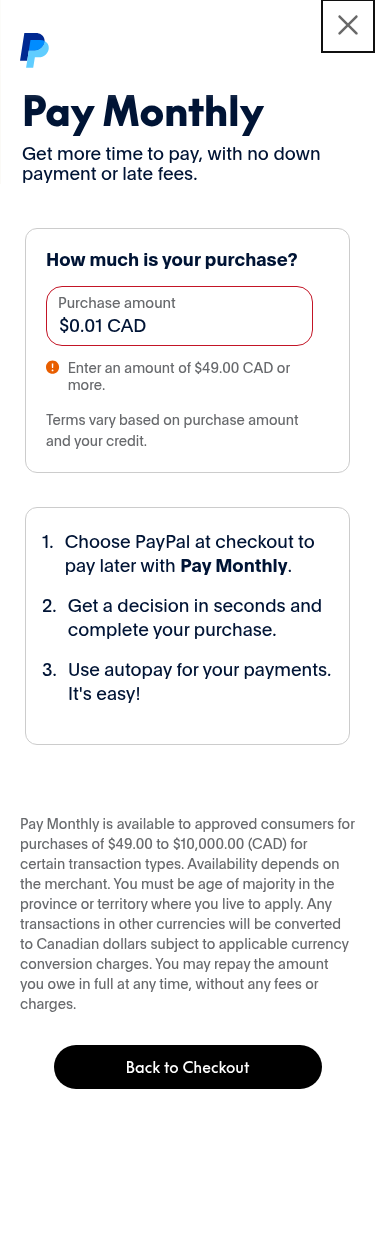 Pay Monthly
Get more time to pay, with no down
payment or late fees.
How much is your purchase?
Purchase amount
$0.01 CAD
Enter an amount of $49.00 CAD or
more.
Terms vary based on purchase amount
and your credit.
1. Choose PayPal at checkout to
pay later with Pay Monthly.
2. Get a decision in seconds and
complete your purchase.
3. Use autopay for your payments.
It's easy!
Pay Monthly is available to approved consumers for
purchases of $49.00 to $10,000.00 (CAD) for
certain transaction types. Availability depends on
the merchant. You must be age of majority in the
province or territory where you live to apply. Any
transactions in other currencies will be converted
to Canadian dollars subject to applicable currency
conversion charges. You may repay the amount
you owe in full at any time, without any fees or
charges.
Back to Checkout